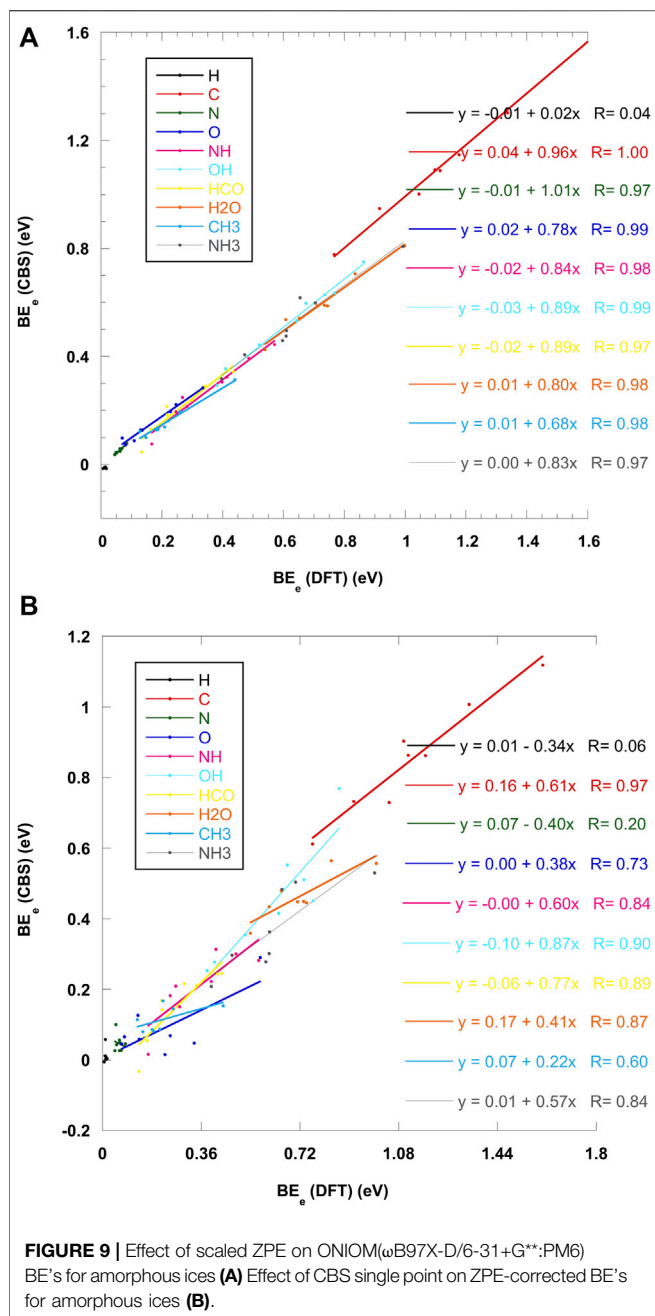 A
1.6
1.2
0.8
0.4
0
BEe (CBS) (eV)
H
C
N
O
NH
OH
HCO
H2O
CH3
NH3
y = -0.01 + 0.02x R= 0.04
y = 0.04 + 0.96x R= 1.00
y = -0.01 + 1.01x R= 0.97
y = 0.02 + 0.78x R= 0.99
y = -0.02 + 0.84x R= 0.98
y = -0.03 + 0.89x R= 0.99
y = -0.02 + 0.89x R= 0.97
y = 0.01 + 0.80x R= 0.98
y = 0.01 + 0.68x R= 0.98
y = 0.00 + 0.83x R= 0.97
0 0.2 0.4 0.6 0.8 1 1.2 1.4 1.6
BEe (DFT) (eV)
B
1.2
1
0.8
0.6
0.4
0.2
0
-0.2
BEe (CBS) (eV)
H
C
N
O
NH
OH
HCO
H2O
CH3
NH3
y = 0.01 - 0.34x R= 0.06
y = 0.16 + 0.61x R= 0.97
y = 0.07 - 0.40x R= 0.20
y = 0.00 + 0.38x R= 0.73
y = -0.00 + 0.60x R= 0.84
y = -0.10 + 0.87x R= 0.90
y = -0.06 + 0.77x R= 0.89
y = 0.17 + 0.41x R= 0.87
y = 0.07 + 0.22x R= 0.60
y = 0.01 + 0.57x R= 0.84
0 0.36 0.72 1.08 1.44 1.8
BEe (DFT) (eV)
FIGURE 9 | Effect of scaled ZPE on ONIOM(ωB97X-D/6-31+G**:PM6)
BE's for amorphous ices (A) Effect of CBS single point on ZPE-corrected BE's
for amorphous ices (B).